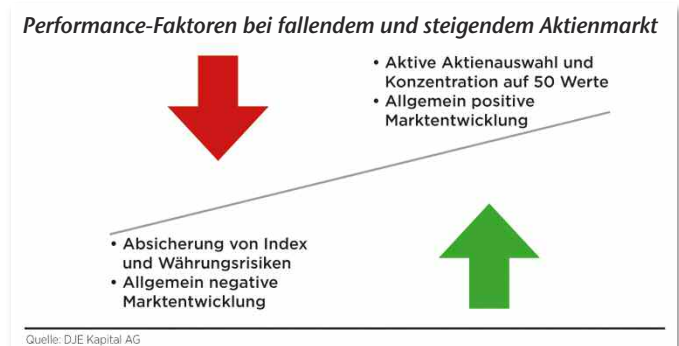 Performance-Faktoren bei fallendem und steigendem Aktienmarkt
• Aktive Aktienauswahl und
Konzentration auf 50 Werte
• Allgemein positive
Marktentwicklung
• Absicherung von Index
und Währungsrisiken
• Allgemein negative
Marktentwicklung
Quelle: DJE Kapital AG